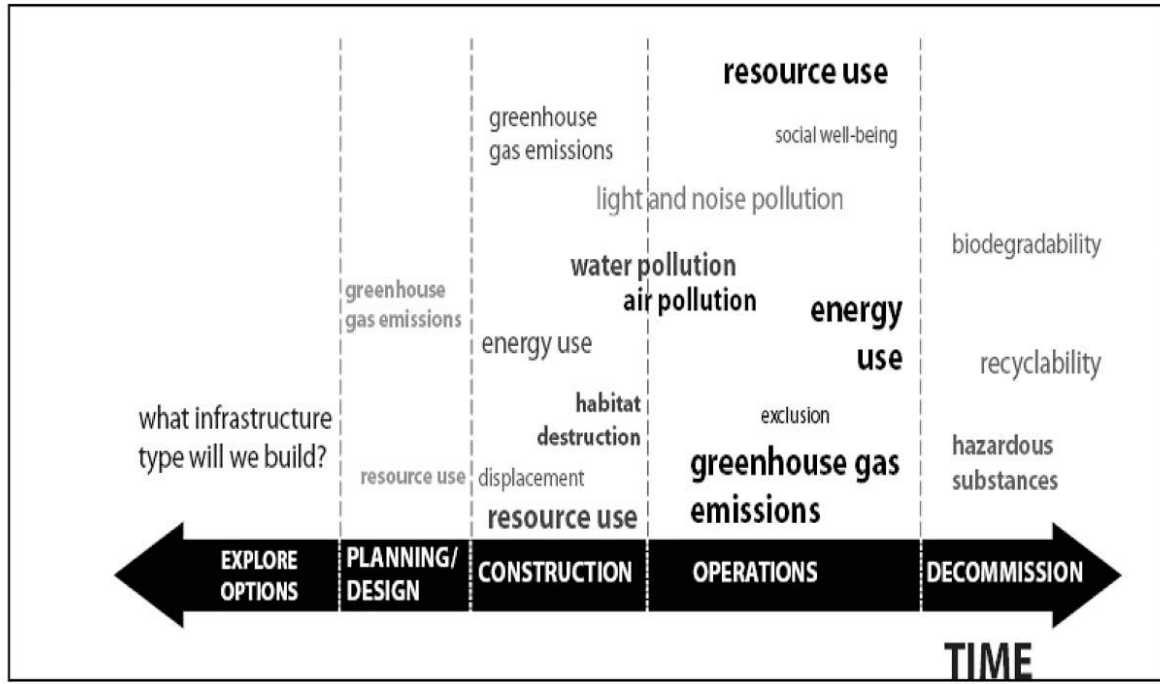 resource use
greenhouse
gas emissions
social well-being
light and noise pollution
biodegradability
water pollution
air pollution
greenhouse
gas emissions
energy
use
energy use
recyclability
what infrastructure
type will we build?
habitat
destruction
exclusion
hazardous
substances
greenhouse gas
emissions
resource use
displacement
resource use
EXPLORE
OPTIONS
PLANNING/
DESIGN
CONSTRUCTION
OPERATIONS
DECOMMISSION
TIME